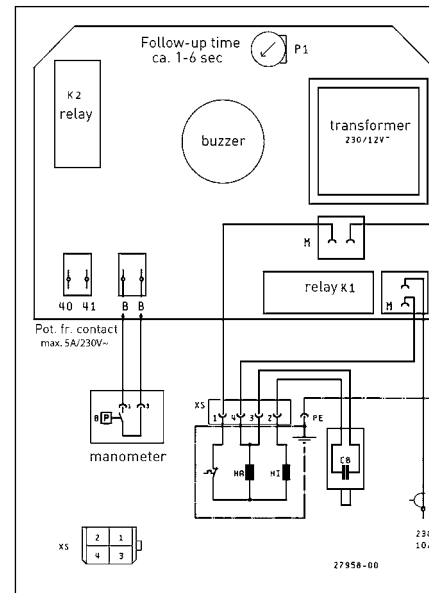 Follow-up time
ca. 1-6 sec
P1
K2
relay
buzzer
transformer
230/12V~
M
relay K1
M
40 41 B B
Pot. fr. contact
max. 5A/230V~
XS
1 4 3 2 PE
B P
manometer
HA
HI
CB
XS
2 1
4 3
27958-00